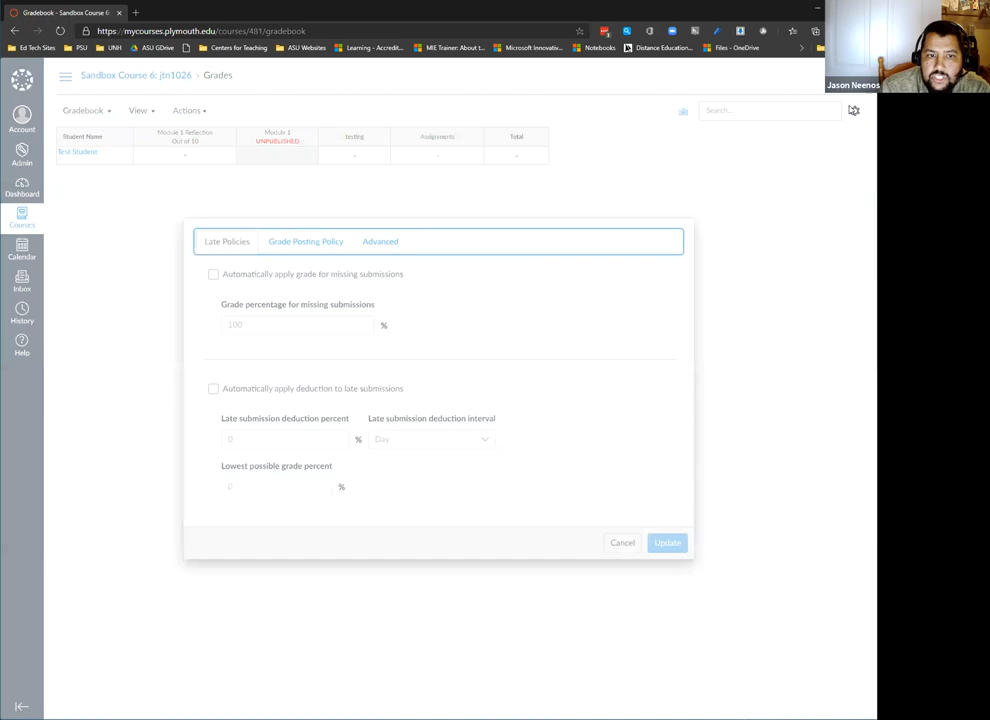 Gradebook - Sandbox Course 6:
https://mycourses.plymouth.edu/courses/481/gradebook
Ed Tech Sites
PSU
UNH
ASU GDrive
Centers for Teaching
ASU Websites
Learning - Accredit...
MIE Trainer: About t...
Microsoft Innovativ...
Notebooks
Distance Education...
Files - OneDrive
Jason Neenos
Account
Admin
Dashboard
Courses
Calendar
Inbox
History
Help
Sandbox Course 6: jtn1026 › Grades
Gradebook
View
Actions
Search...
Student Name
Module 1 Reflection
Out of 10
Module 1
UNPUBLISHED
testing
Assignments
Total
Test Student
-
-
-
-
Late Policies
Grade Posting Policy
Advanced
Automatically apply grade for missing submissions
Grade percentage for missing submissions
100
%
Automatically apply deduction to late submissions
Late submission deduction percent
Late submission deduction interval
0
%
Day
Lowest possible grade percent
0
%
Cancel
Update